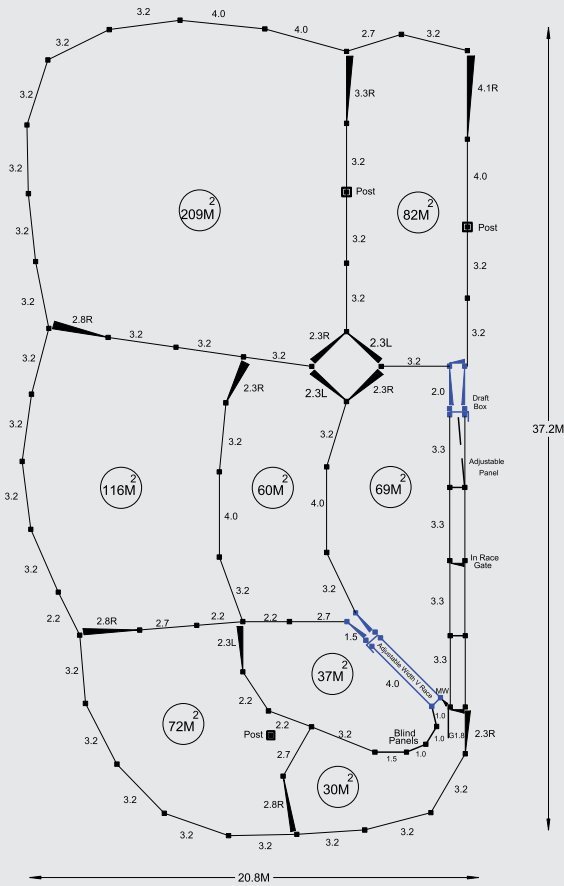 3.2
4.0
4.0
2.7
3.2
3.2
3.2
3.3R
4.1R
3.2
3.2
4.0
3.2
Post
209M2
82M2
Post
3.2
3.2
3.2
3.2
3.2
2.8R
3.2
3.2
3.2
3.2
2.3R
2.3L
3.2
2.3L
2.3R
2.3R
3.2
2.0
Draft
Box
37.2M
3.2
3.2
3.2
3.3
Adjustable
Panel
116M2
60M2
69M2
3.2
4.0
4.0
3.3
In Race
Gate
3.2
3.2
3.2
3.3
2.2
2.8R
2.7
2.2
2.2
2.7
1.5
2.3L
3.2
Adjustable Width V Race
4.0
3.3
37M2
MW
1.0
72M2
2.2
Post
3.2
Blind
Panels
1.0
G1.8
2.3R
1.5
1.0
3.2
2.7
30M2
2.8R
3.2
3.2
3.2
3.2
3.2
20.8M